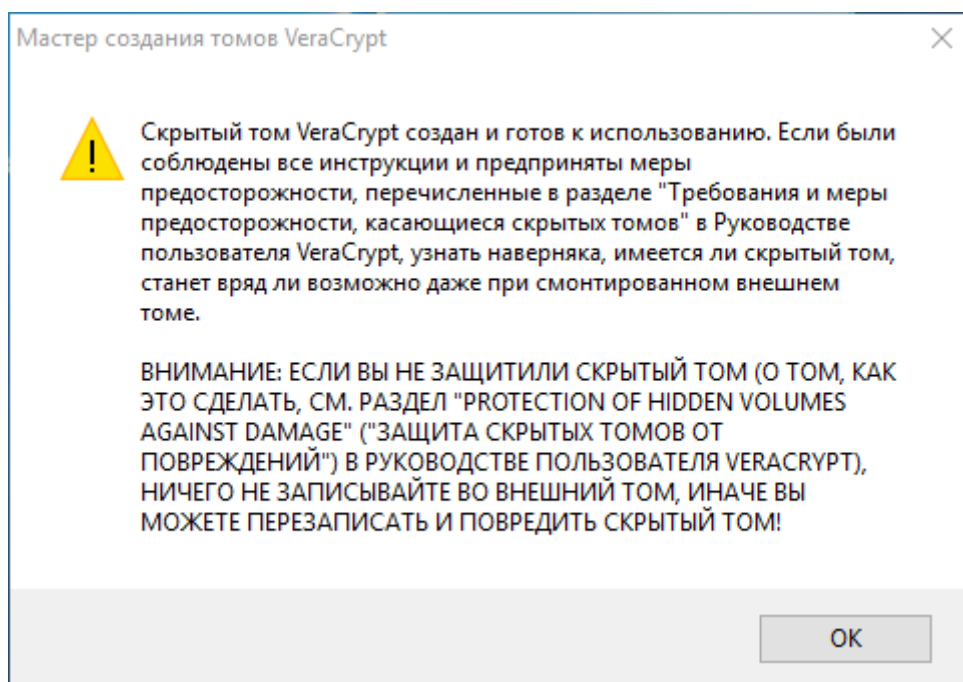 Мастер создания томов VeraCrypt
Скрытый том VeraCrypt создан и готов к использованию. Если были
соблюдены все инструкции и предприняты меры
предосторожности, перечисленные в разделе "Требования и меры
предосторожности, касающиеся скрытых томов" в Руководстве
пользователя VeraCrypt, узнать наверняка, имеется ли скрытый том,
станет вряд ли возможно даже при смонтированном внешнем
томе.
ВНИМАНИЕ: ЕСЛИ ВЫ НЕ ЗАЩИТИЛИ СКРЫТЫЙ ТОМ (О ТОМ, КАК
ЭТО СДЕЛАТЬ, СМ. РАЗДЕЛ "PROTECTION OF HIDDEN VOLUMES
AGAINST DAMAGE" ("ЗАЩИТА СКРЫТЫХ ТОМОВ ОТ
ПОВРЕЖДЕНИЙ") В РУКОВОДСТВЕ ПОЛЬЗОВАТЕЛЯ VERACRYPT),
НИЧЕГО НЕ ЗАПИСЫВАЙТЕ ВО ВНЕШНИЙ ТОМ, ИНАЧЕ ВЫ
МОЖЕТЕ ПЕРЕЗАПИСАТЬ И ПОВРЕДИТЬ СКРЫТЫЙ ТОМ!
ОК